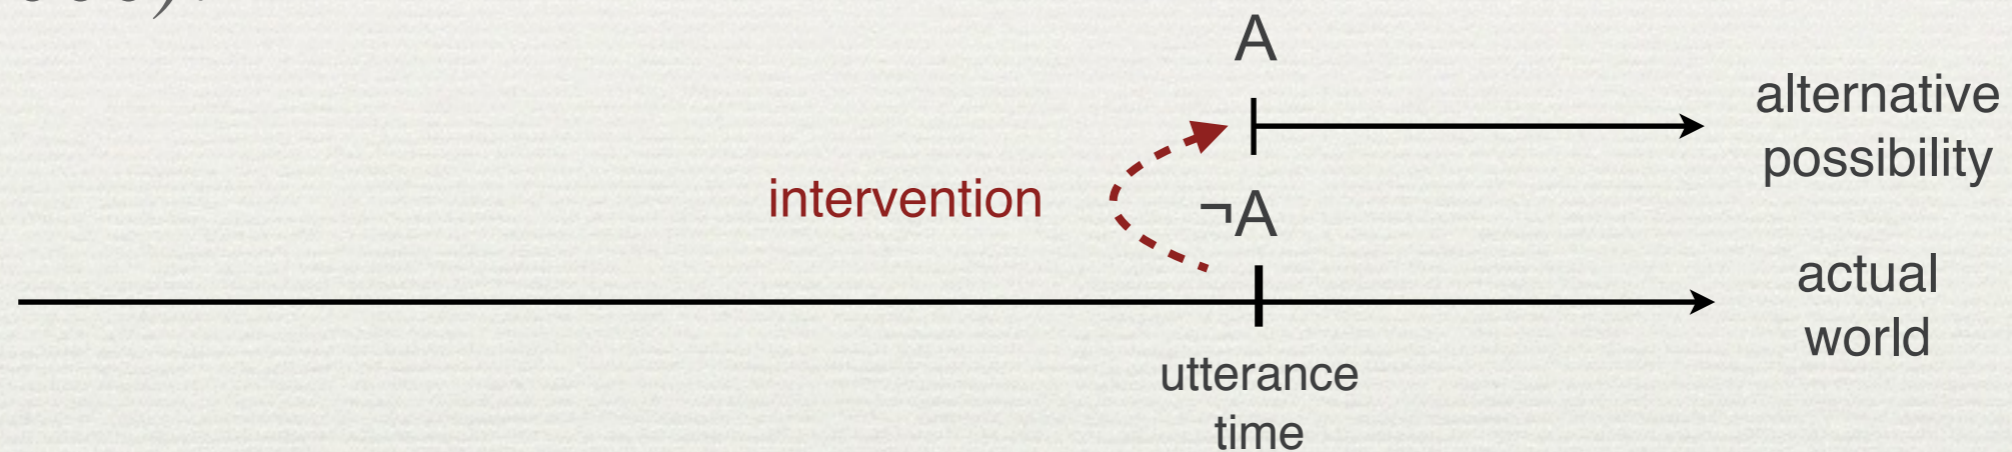 A
alternative
possibility
intervention
¬A
actual
world
utterance
time